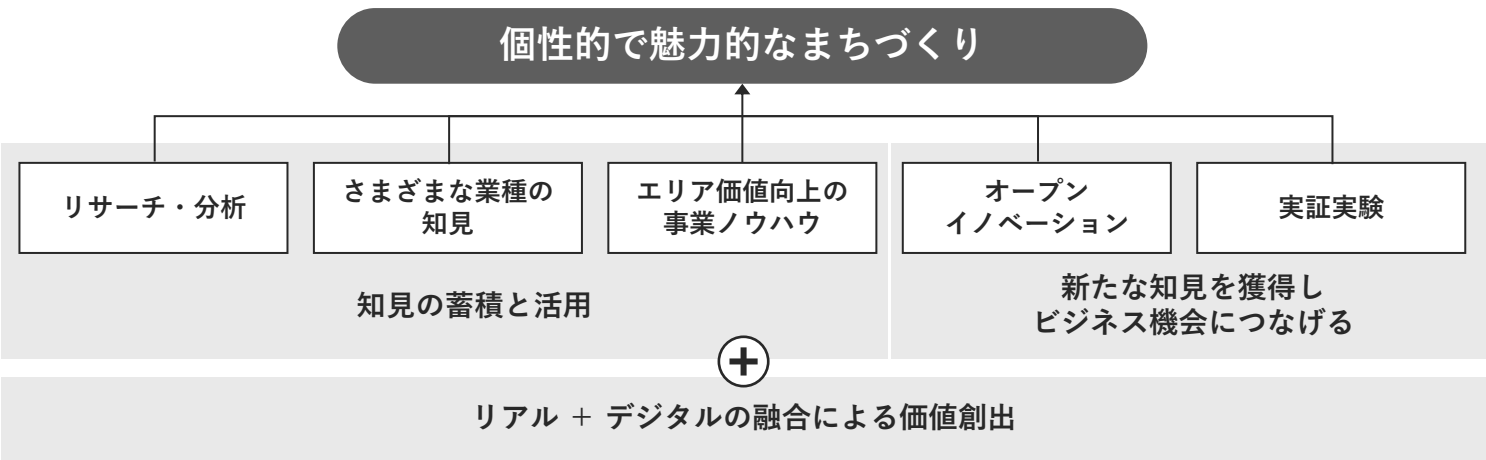 個性的で魅力的なまちづくり
リサーチ・分析
さまざまな業種の
知見
エリア価値向上の
事業ノウハウ
オープン
イノベーション
実証実験
知見の蓄積と活用
新たな知見を獲得し
ビジネス機会につなげる
+
リアル + デジタルの融合による価値創出